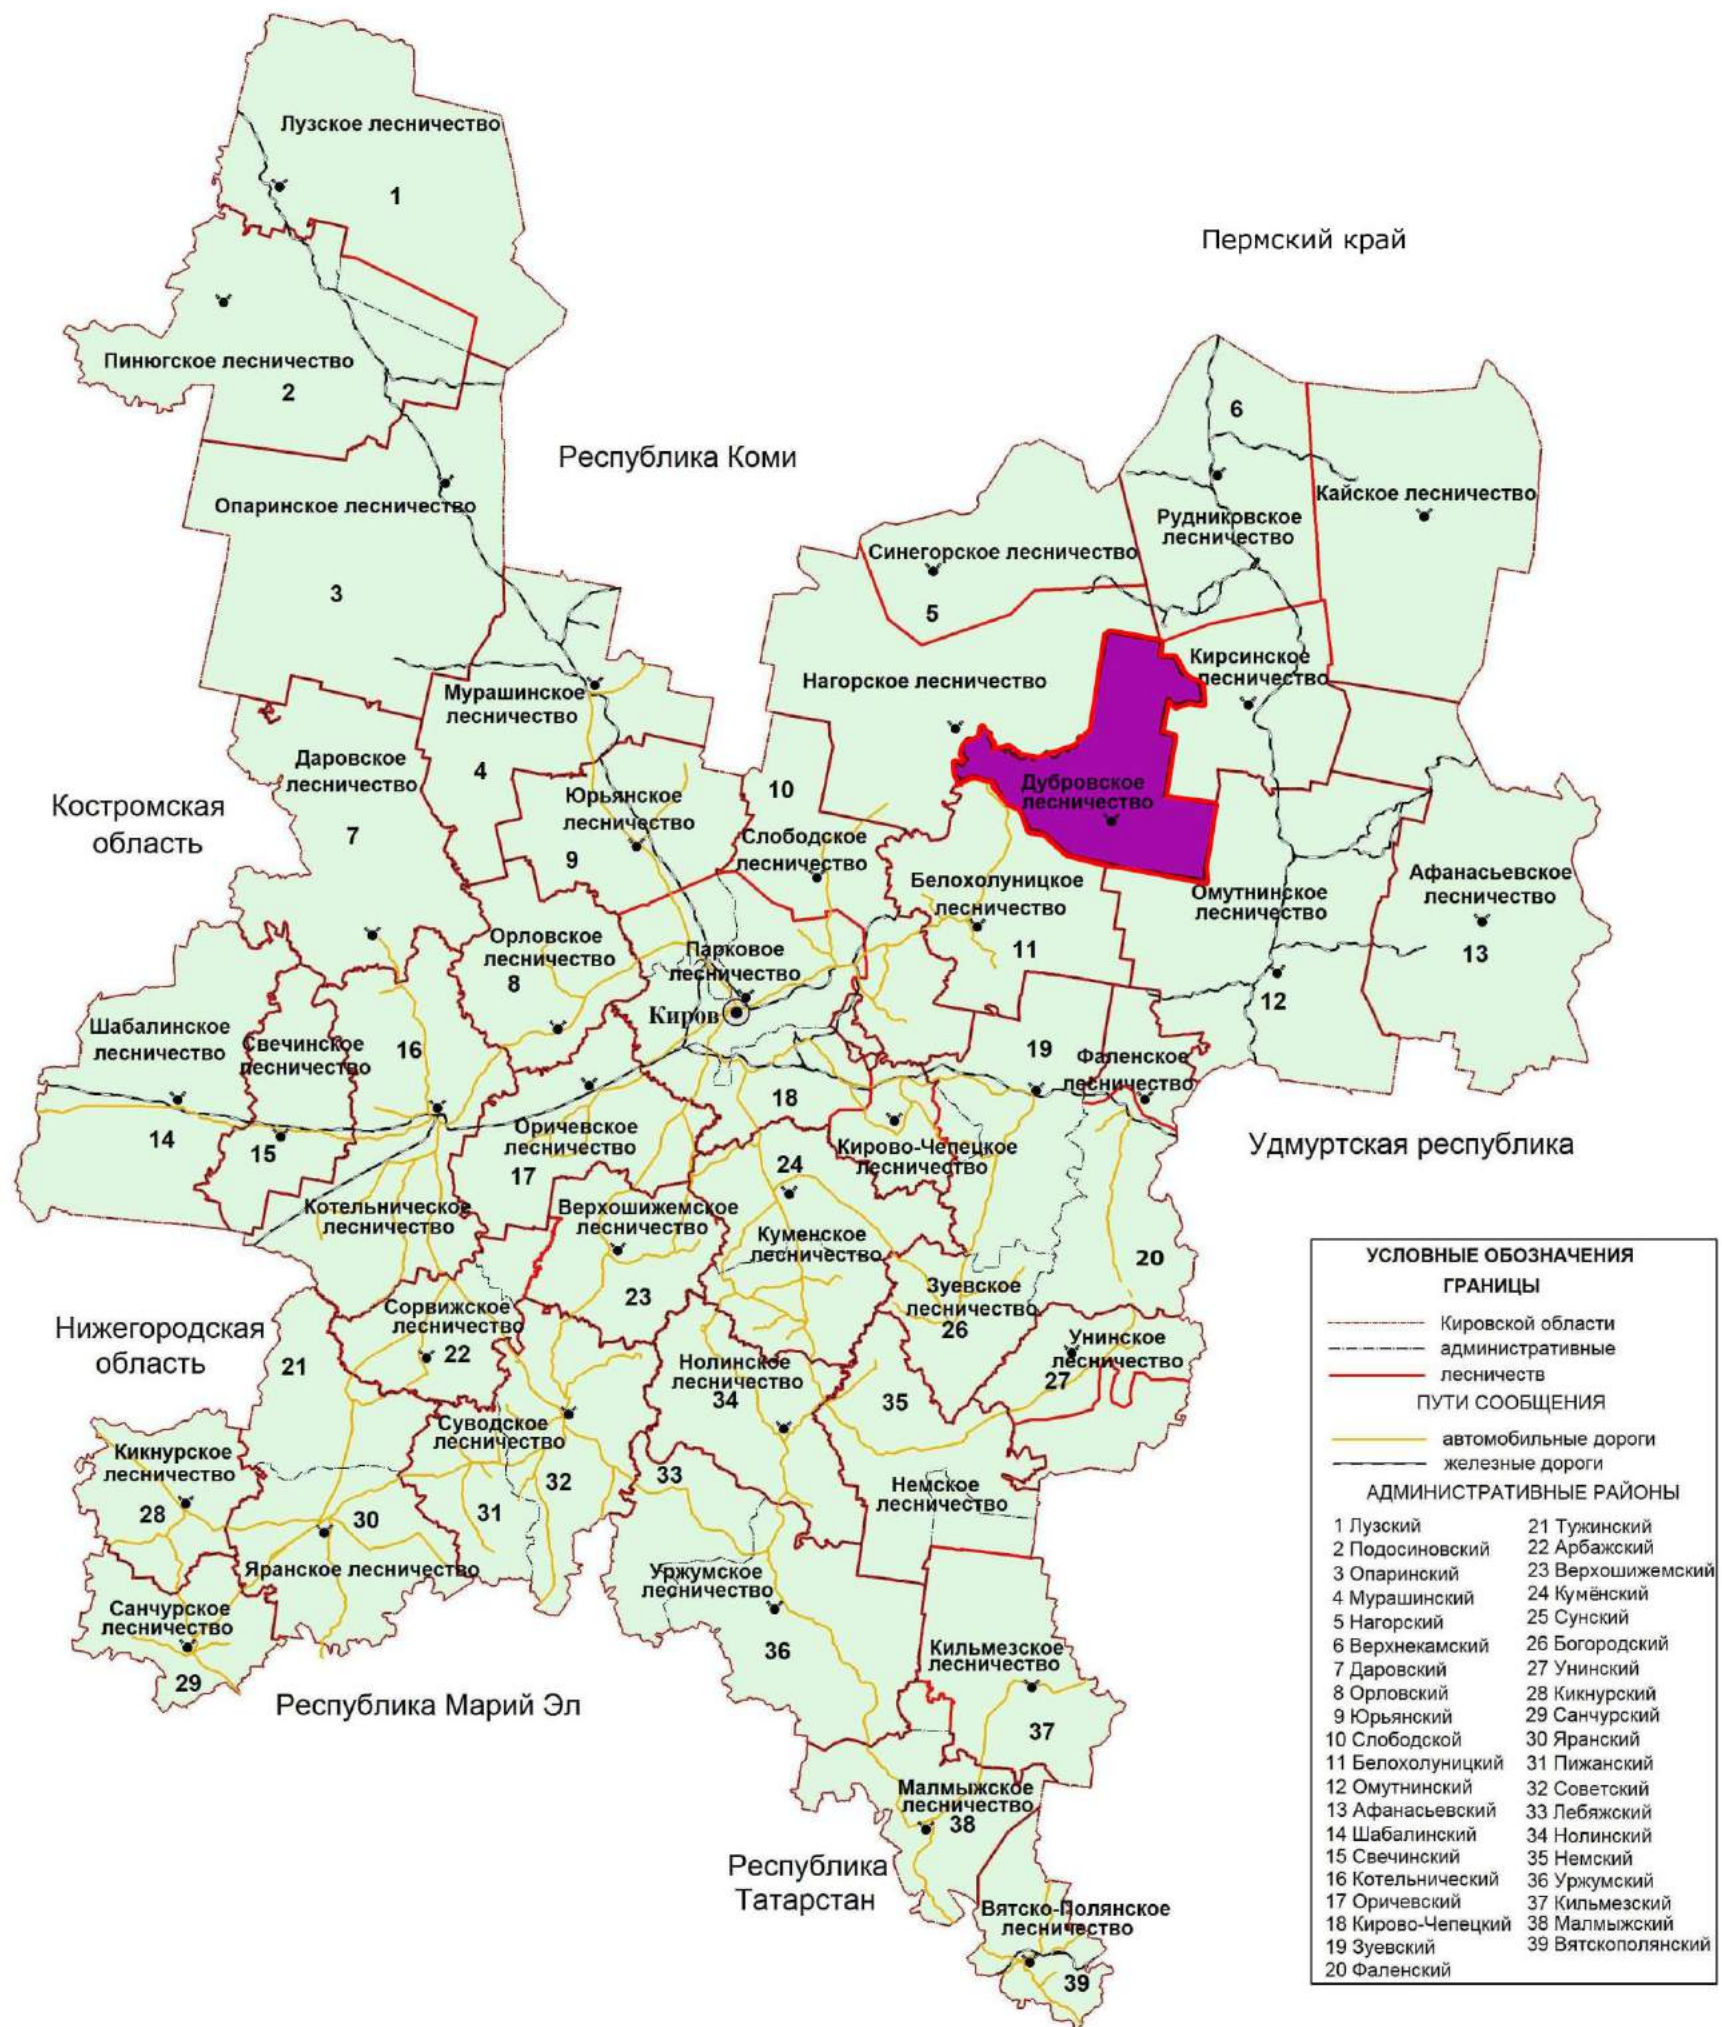 Лузское лесничество
1
Пермский край
Пинюгское лесничество
2
6
Республика Коми
Опаринское лесничество
Кайское лесничество
Рудниковское
лесничество
Синегорское лесничество
3
5
Кирсинское
лесничество
Нагорское лесничество
Мурашинское
лесничество
Даровское
лесничество
4
Дубровское
лесничество
10
Юрьянское
лесничество
Костромская
область
7
Слободское
лесничество
9
Белохолуницкое
лесничество
Афанасьевское
лесничество
Омутнинское
лесничество
Орловское
лесничество
8
Парковое
лесничество
11
13
12
Киров
Шабалинское
лесничество
Свечинское
лесничество
16
19
Фаленское
лесничество
18
14
15
Оричевское
лесничество
17
Кирово-Чепецкое
лесничество
Удмуртская республика
24
Котельническое
лесничество
Верхошижемское
лесничество
Куменское
лесничество
20
23
Зуевское
лесничество
26
Сорвижское
лесничество
22
Нижегородская
область
21
Унинское
лесничество
27
Нолинское
лесничество
34
35
Суводское
лесничество
Кикнурское
лесничество
28
33
32
31
Немское
лесничество
30
Яранское лесничество
Уржумское
лесничество
Санчурское
лесничество
29
36
Кильмезское
лесничество
37
Республика Марий Эл
Малмыжское
лесничество
38
Республика
Татарстан
Вятско-Полянское
лесничество
39
УСЛОВНЫЕ ОБОЗНАЧЕНИЯ
ГРАНИЦЫ
Кировской области
административные
лесничеств
ПУТИ СООБЩЕНИЯ
автомобильные дороги
железные дороги
АДМИНИСТРАТИВНЫЕ РАЙОНЫ
1 Лузский
2 Подосиновский
3 Опаринский
4 Мурашинский
5 Нагорский
6 Верхнекамский
7 Даровский
8 Орловский
9 Юрьянский
10 Слободской
11 Белохолуницкий
12 Омутнинский
13 Афанасьевский
14 Шабалинский
15 Свечинский
16 Котельнический
17 Оричевский
18 Кирово-Чепецкий
19 Зуевский
20 Фаленский
21 Тужинский
22 Арбажский
23 Верхошижемский
24 Кумёнский
25 Сунский
26 Богородский
27 Унинский
28 Кикнурский
29 Санчурский
30 Яранский
31 Пижанский
32 Советский
33 Лебяжский
34 Нолинский
35 Немский
36 Уржумский
37 Кильмезский
38 Малмыжский
39 Вятскополянский